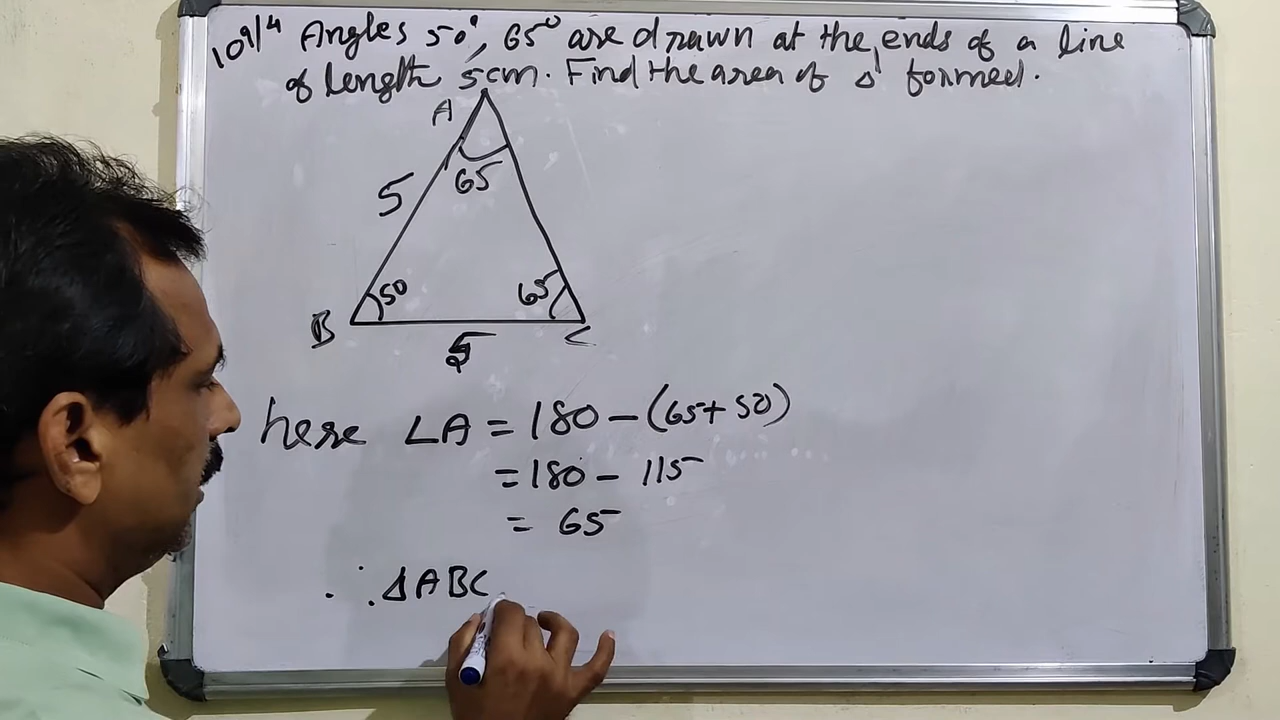 10 9/4 Angles 50°, 65° are drawn at the ends of a line
of length 5cm. Find the area of Δ formed.
A
65
5
50
65
B
5
C
here ∠A = 180 - (65+50)
= 180 - 115
= 65
∴ ΔABC